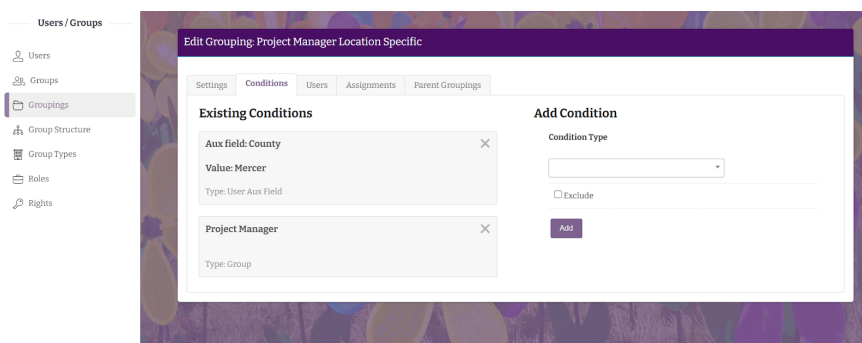 Users / Groups
Users
Groups
Groupings
Group Structure
Group Types
Roles
Rights
Edit Grouping: Project Manager Location Specific
Settings Conditions Users Assignments Parent Groupings
Existing Conditions
Aux field: County
Value: Mercer
Type: User Aux Field
Project Manager
Type: Group
Add Condition
Condition Type
Exclude
Add